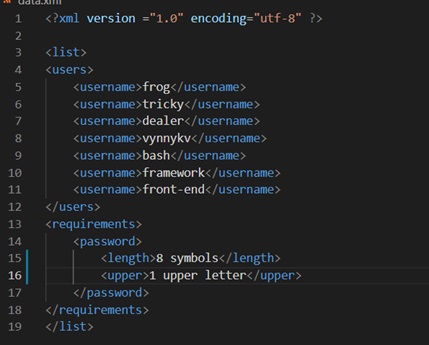 data.xml
1 <?xml version ="1.0" encoding="utf-8" ?>
2
3 <list>
4 <users>
5     <username>frog</username>
6     <username>tricky</username>
7     <username>dealer</username>
8     <username>vynnykv</username>
9     <username>bash</username>
10     <username>framework</username>
11     <username>front-end</username>
12 </users>
13 <requirements>
14     <password>
15         <length>8 symbols</length>
16         <upper>1 upper letter</upper>
17     </password>
18 </requirements>
19 </list>